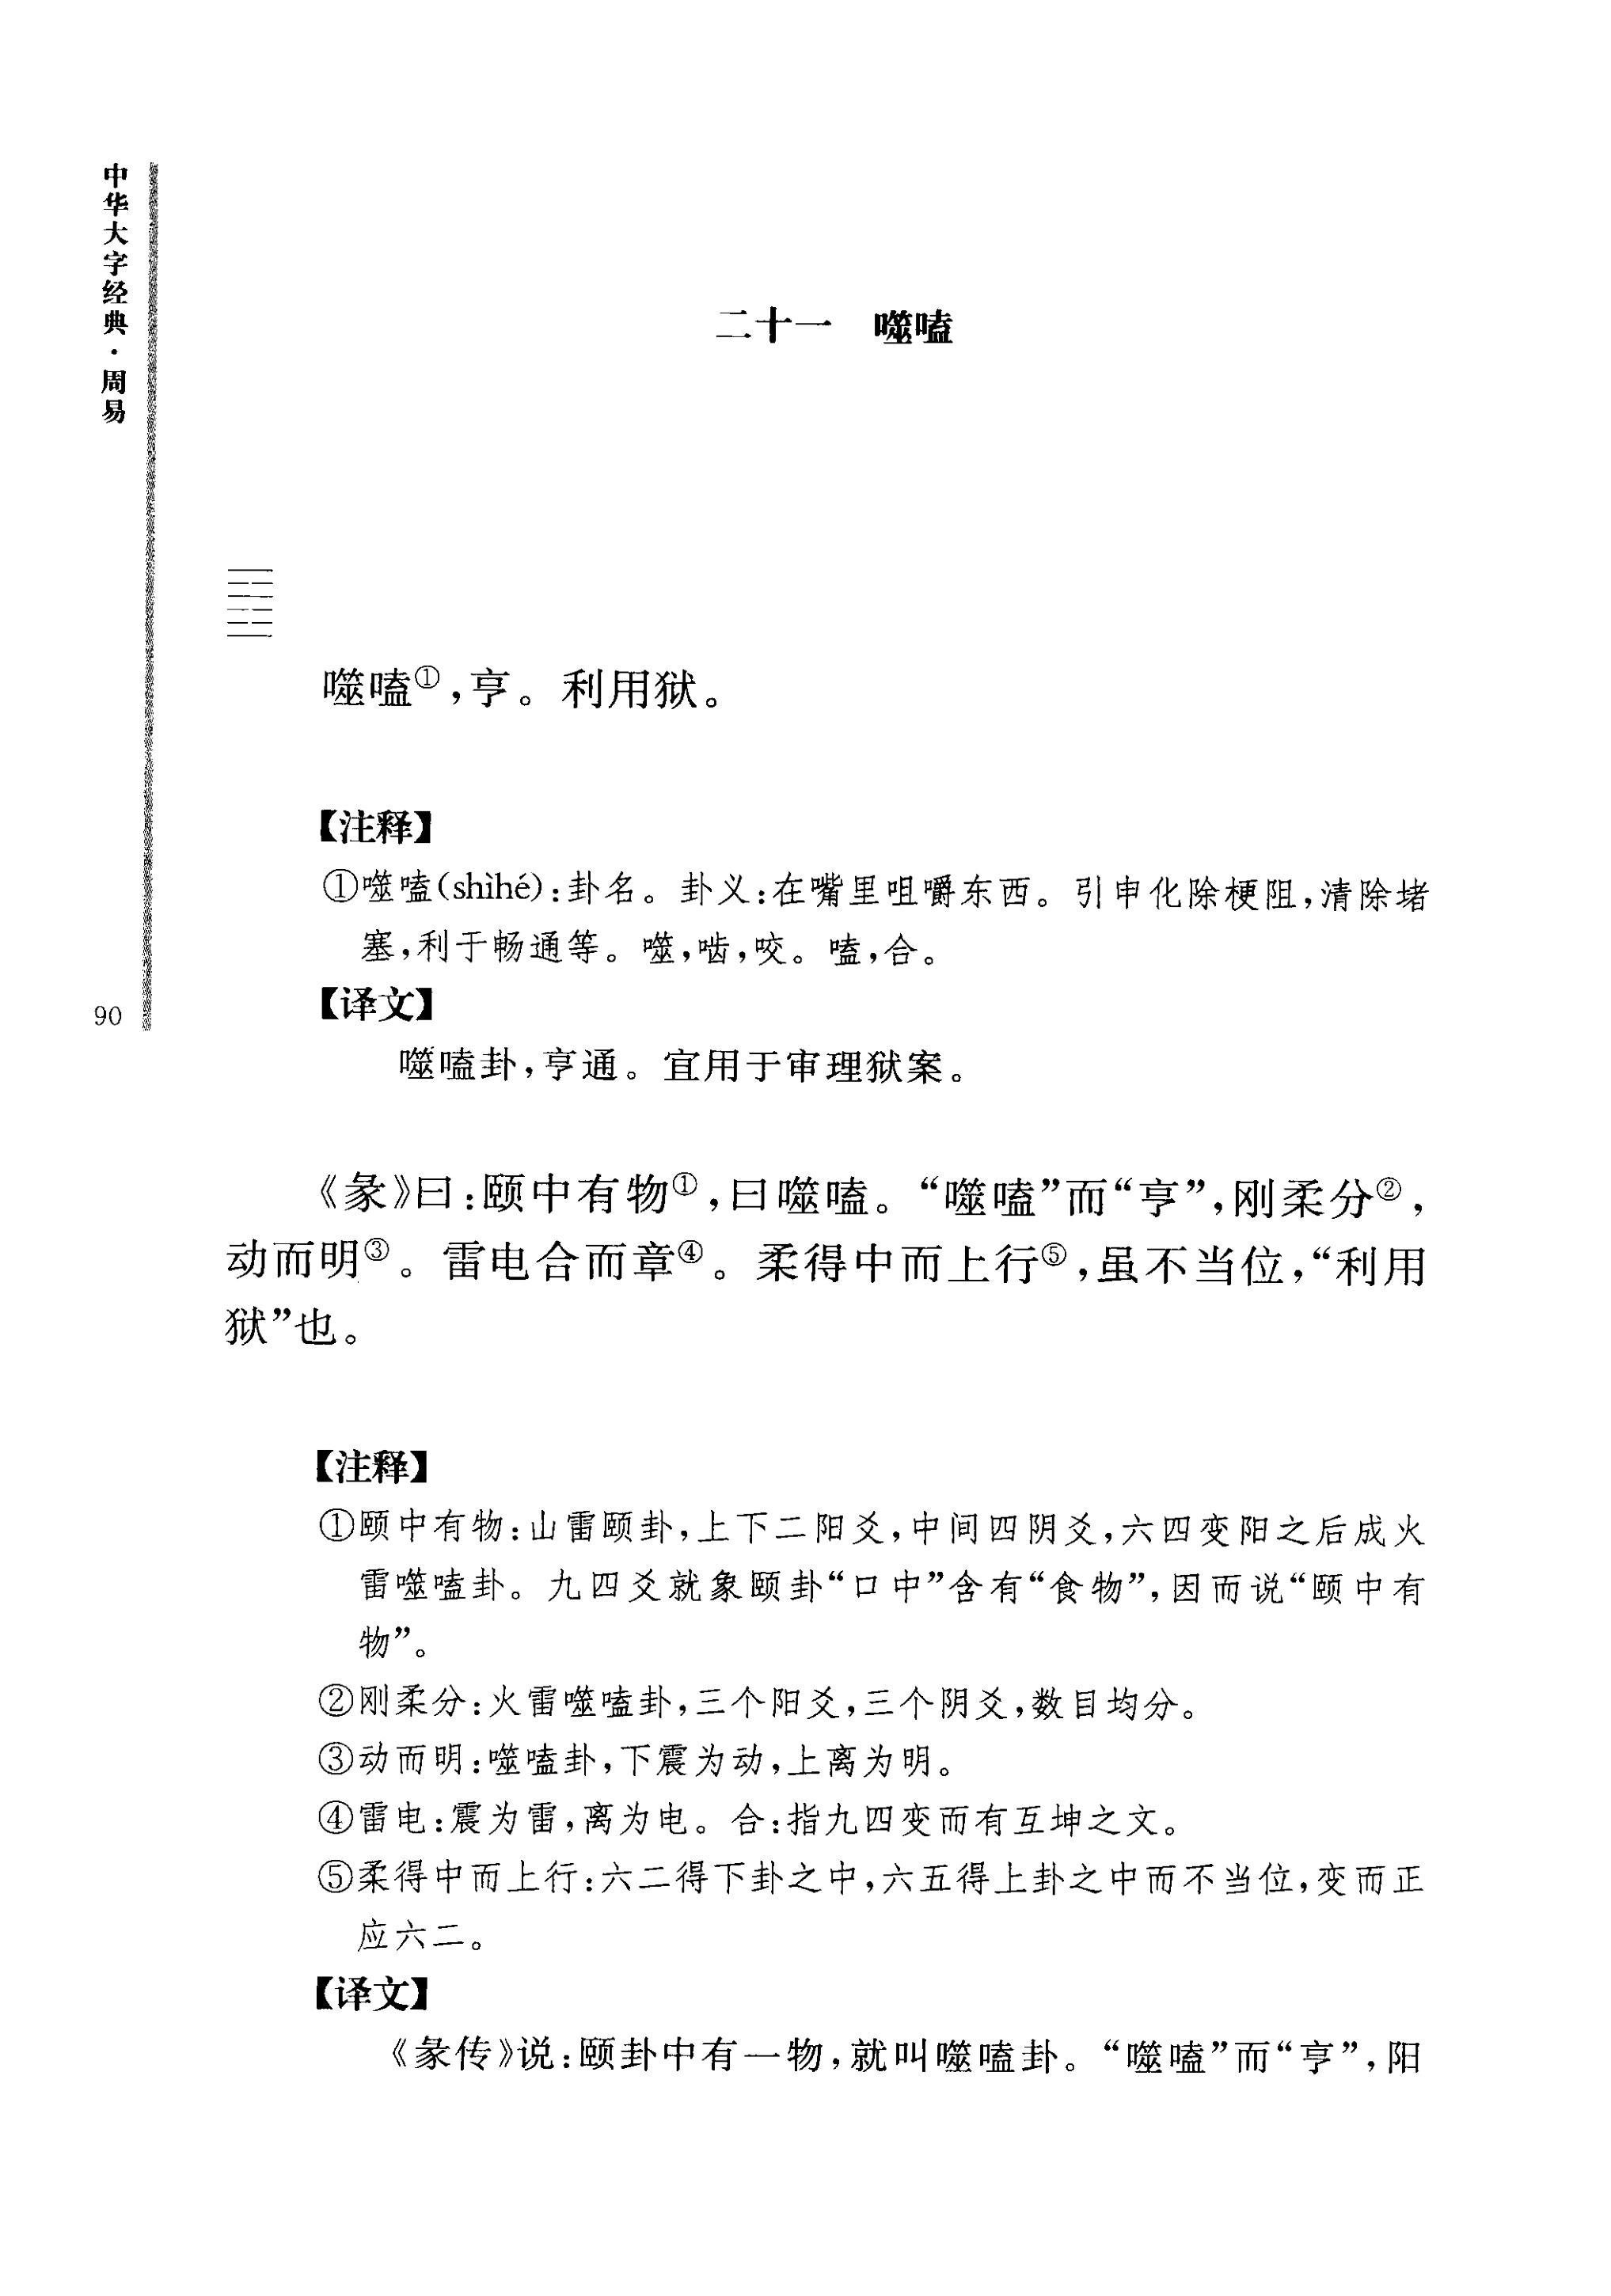 中华大字经典·周易
二十一 噬嗑
噬嗑①,亨。利用狱。
【注释】
①噬嗑(shìhé):卦名。卦义:在嘴里咀嚼东西。引申化除梗阻,清除堵
塞,利于畅通等。噬,啮,咬。嗑,合。
【译文】
90
噬嗑卦,亨通。宜用于审理狱案。
《彖》曰:颐中有物①,曰噬嗑。“噬嗑”而“亨”,刚柔分②,
动而明③。雷电合而章④。柔得中而上行⑤,虽不当位,“利用
狱”也。
【注释】
①颐中有物:山雷颐卦,上下二阳爻,中间四阴爻,六四变阳之后成火
雷噬嗑卦。九四爻就象颐卦“口中”含有“食物”,因而说“颐中有
物”。
②刚柔分:火雷噬嗑卦,三个阳爻,三个阴爻,数目均分。
③动而明:噬嗑卦,下震为动,上离为明。
④雷电:震为雷,离为电。合:指九四变而有互坤之文。
⑤柔得中而上行:六二得下卦之中,六五得上卦之中而不当位,变而正
应六二。
【译文】
《彖传》说:颐卦中有一物,就叫噬嗑卦。“噬嗑”而“亨”,阳